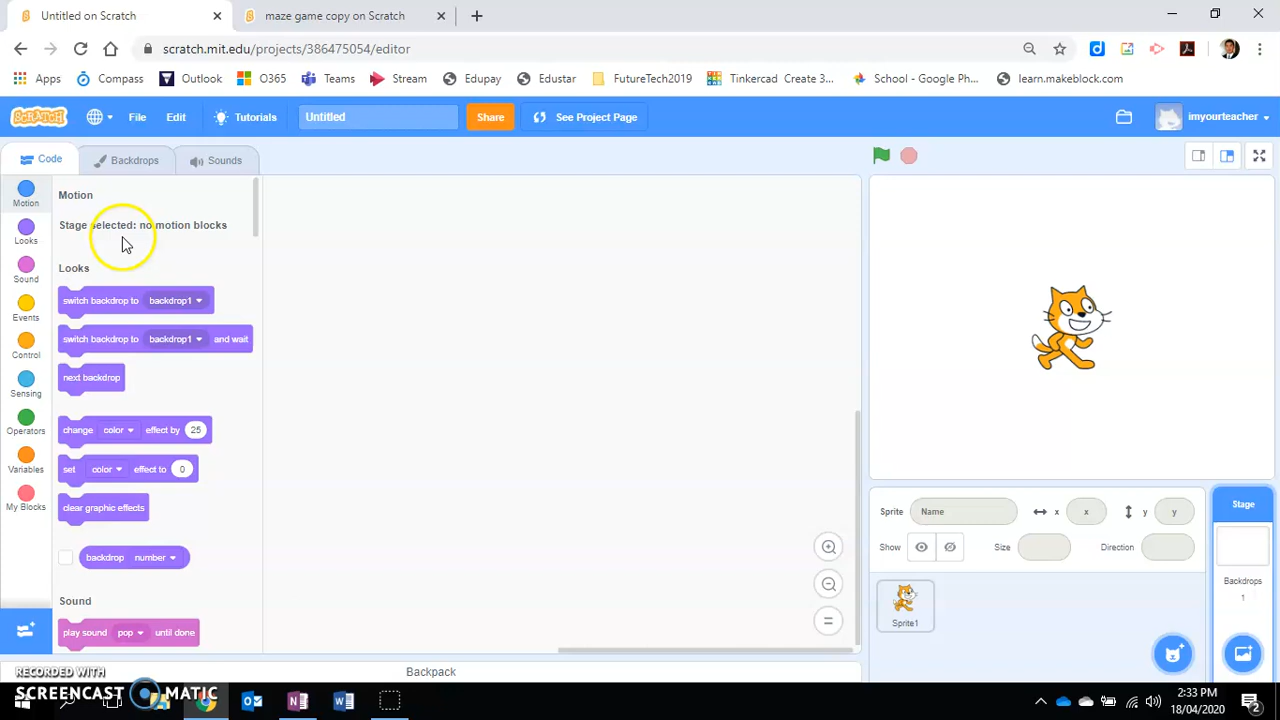 Untitled on Scratch
maze game copy on Scratch
scratch.mit.edu/projects/386475054/editor
Apps Compass Outlook O365 Teams Stream Edupay Edustar FutureTech2019 Tinkercad Create 3... School - Google Ph... learn.makeblock.com
SCRATCH File Edit Tutorials Untitled Share See Project Page imyourteacher
Code Backdrops Sounds
Motion
Motion
Stage selected: no motion blocks
Looks
Looks
switch backdrop to backdrop1
Sound
Events
switch backdrop to backdrop1 and wait
Control
next backdrop
Sensing
change color effect by 25
Operators
set color effect to 0
Variables
clear graphic effects
My Blocks
backdrop number
Sound
play sound pop until done
Sprite Name x x y y
Show Size Direction
Sprite1
Stage
Backdrops
1
Backpack
RECORDED WITH
SCREENCAST MATIC
2:33 PM
18/04/2020
2